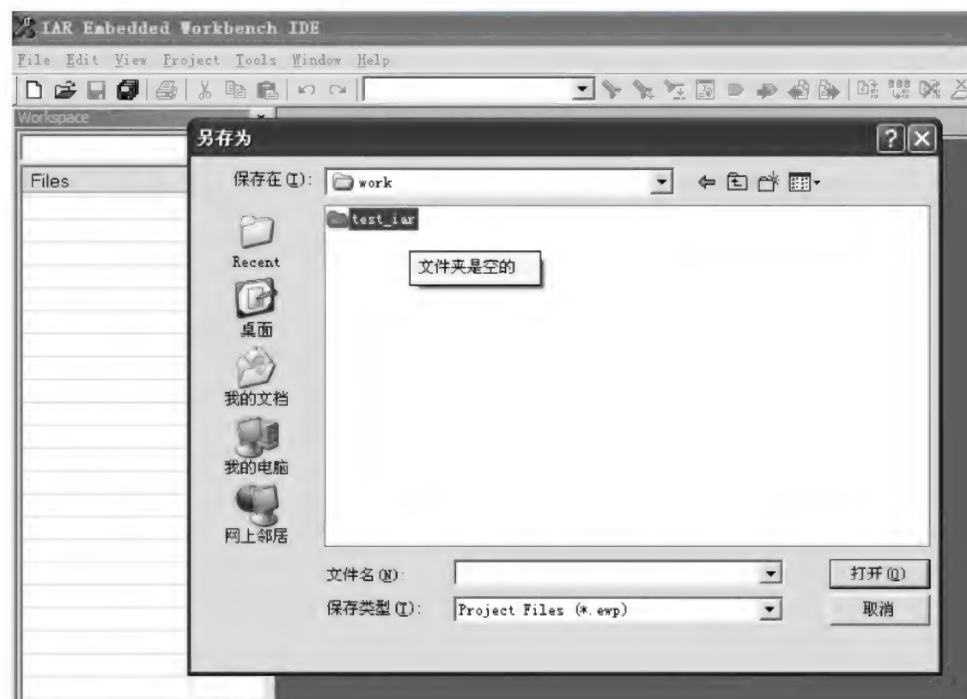 IAR Embedded Workbench IDE
File Edit View Project Tools Window Help
Workspace
另存为
Files
保存在(I):
work
test_iar
文件夹是空的
Recent
桌面
我的文档
我的电脑
网上邻居
文件名(N):
打开(O)
保存类型(T):
Project Files (*.ewp)
取消